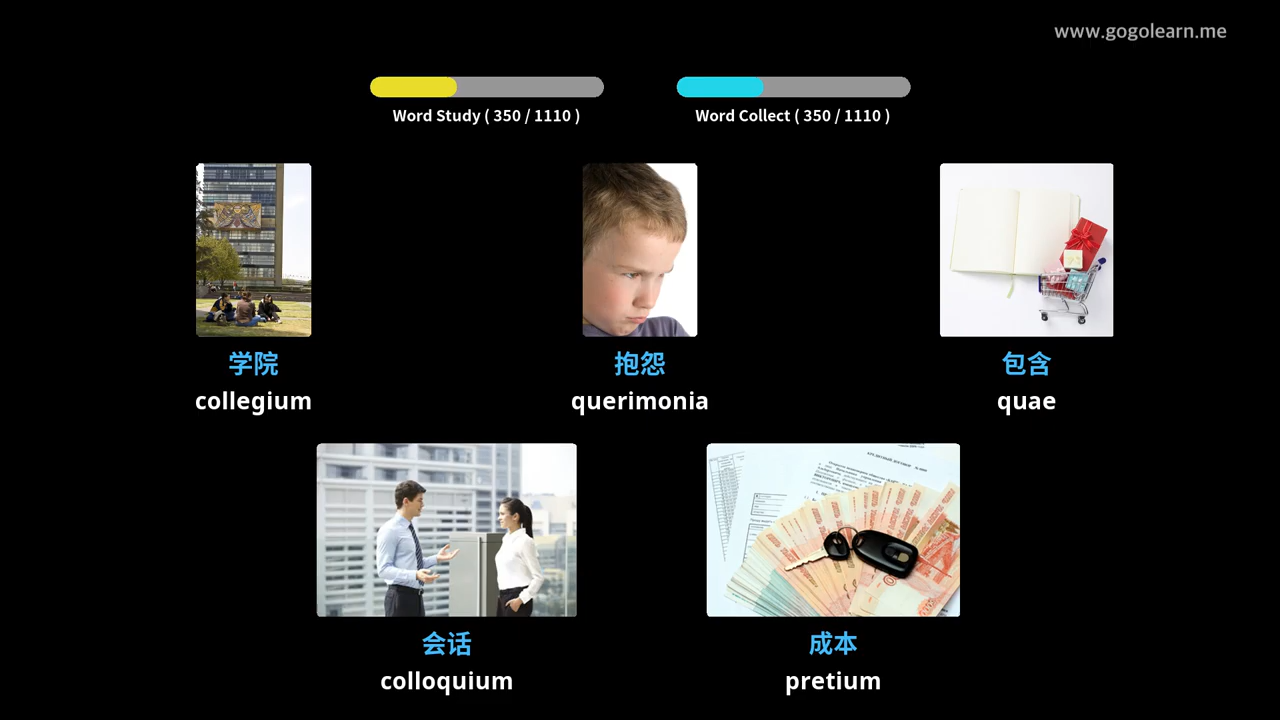 www.gogolearn.me
Word Study ( 350 / 1110 )
Word Collect ( 350 / 1110 )
学院
collegium
抱怨
querimonia
包含
quae
会话
colloquium
成本
pretium